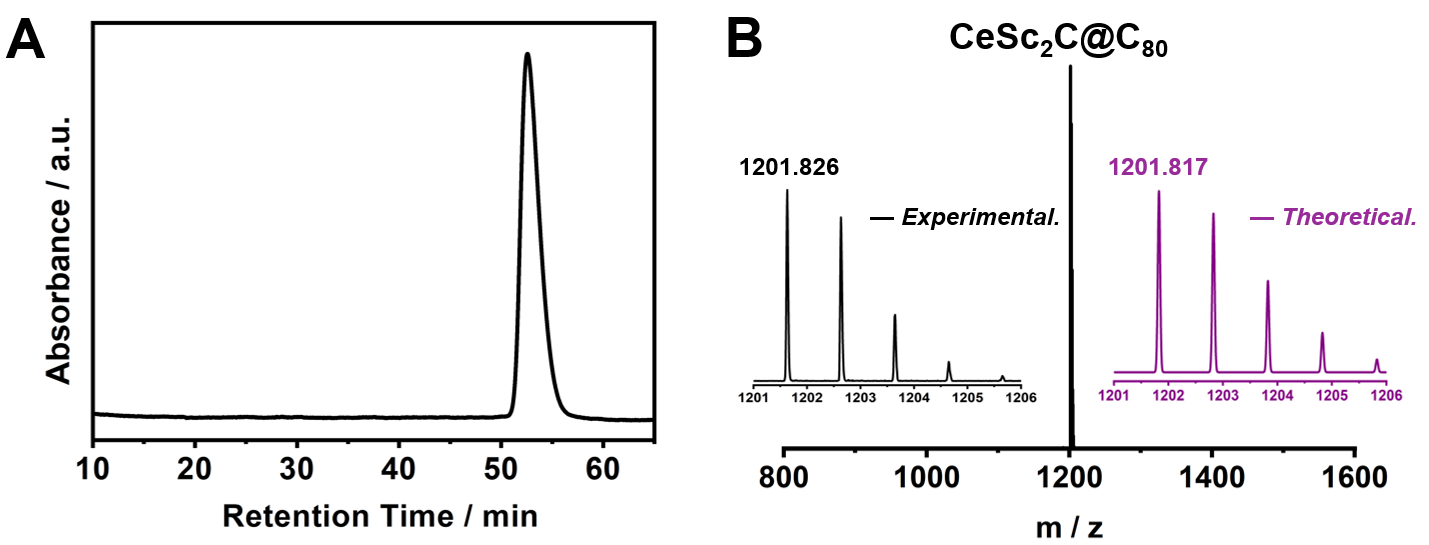 A
Absorbance / a.u.
10 20 30 40 50 60
Retention Time / min
B
CeSc₂C@C₈₀
1201.826
— Experimental.
1201 1202 1203 1204 1205 1206
1201.817
— Theoretical.
1201 1202 1203 1204 1205 1206
800 1000 1200 1400 1600
m / z